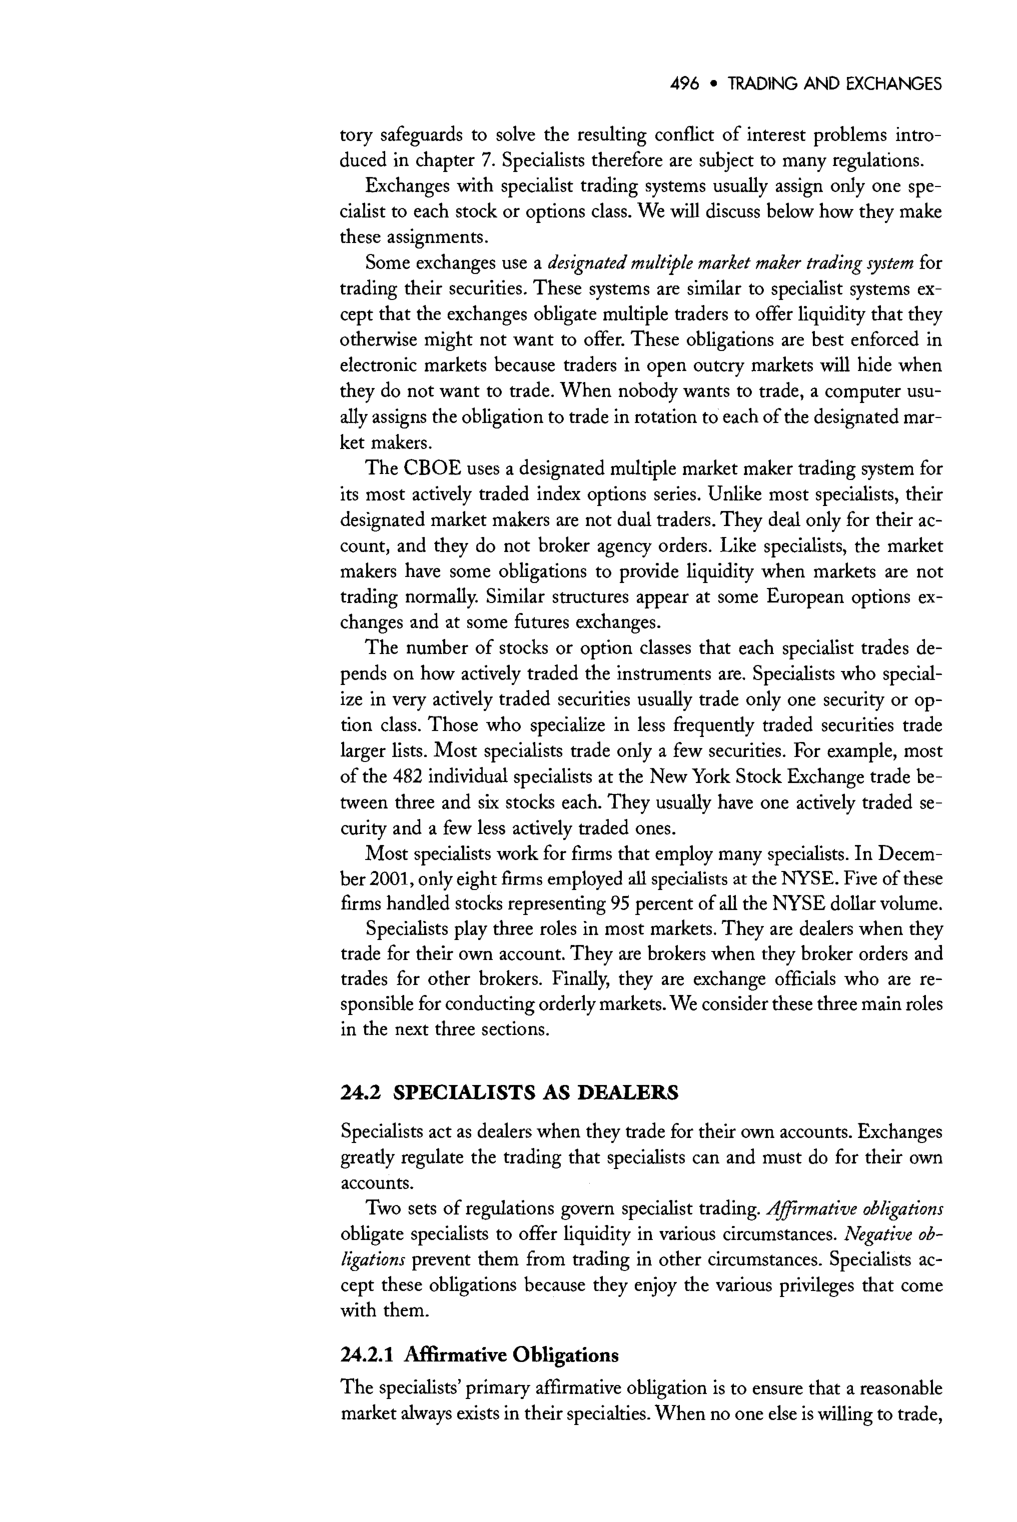 496 • TRADING AND EXCHANGES
tory safeguards to solve the resulting conflict of interest problems intro-
duced in chapter 7. Specialists therefore are subject to many regulations.
Exchanges with specialist trading systems usually assign only one spe-
cialist to each stock or options class. We will discuss below how they make
these assignments.
Some exchanges use a designated multiple market maker trading system for
trading their securities. These systems are similar to specialist systems ex-
cept that the exchanges obligate multiple traders to offer liquidity that they
otherwise might not want to offer. These obligations are best enforced in
electronic markets because traders in open outcry markets will hide when
they do not want to trade. When nobody wants to trade, a computer usu-
ally assigns the obligation to trade in rotation to each of the designated mar-
ket makers.
The CBOE uses a designated multiple market maker trading system for
its most actively traded index options series. Unlike most specialists, their
designated market makers are not dual traders. They deal only for their ac-
count, and they do not broker agency orders. Like specialists, the market
makers have some obligations to provide liquidity when markets are not
trading normally. Similar structures appear at some European options ex-
changes and at some futures exchanges.
The number of stocks or option classes that each specialist trades de-
pends on how actively traded the instruments are. Specialists who special-
ize in very actively traded securities usually trade only one security or op-
tion class. Those who specialize in less frequently traded securities trade
larger lists. Most specialists trade only a few securities. For example, most
of the 482 individual specialists at the New York Stock Exchange trade be-
tween three and six stocks each. They usually have one actively traded se-
curity and a few less actively traded ones.
Most specialists work for firms that employ many specialists. In Decem-
ber 2001, only eight firms employed all specialists at the NYSE. Five of these
firms handled stocks representing 95 percent of all the NYSE dollar volume.
Specialists play three roles in most markets. They are dealers when they
trade for their own account. They are brokers when they broker orders and
trades for other brokers. Finally, they are exchange officials who are re-
sponsible for conducting orderly markets. We consider these three main roles
in the next three sections.
24.2 SPECIALISTS AS DEALERS
Specialists act as dealers when they trade for their own accounts. Exchanges
greatly regulate the trading that specialists can and must do for their own
accounts.
Two sets of regulations govern specialist trading. Affirmative obligations
obligate specialists to offer liquidity in various circumstances. Negative ob-
ligations prevent them from trading in other circumstances. Specialists ac-
cept these obligations because they enjoy the various privileges that come
with them.
24.2.1 Affirmative Obligations
The specialists' primary affirmative obligation is to ensure that a reasonable
market always exists in their specialties. When no one else is willing to trade,